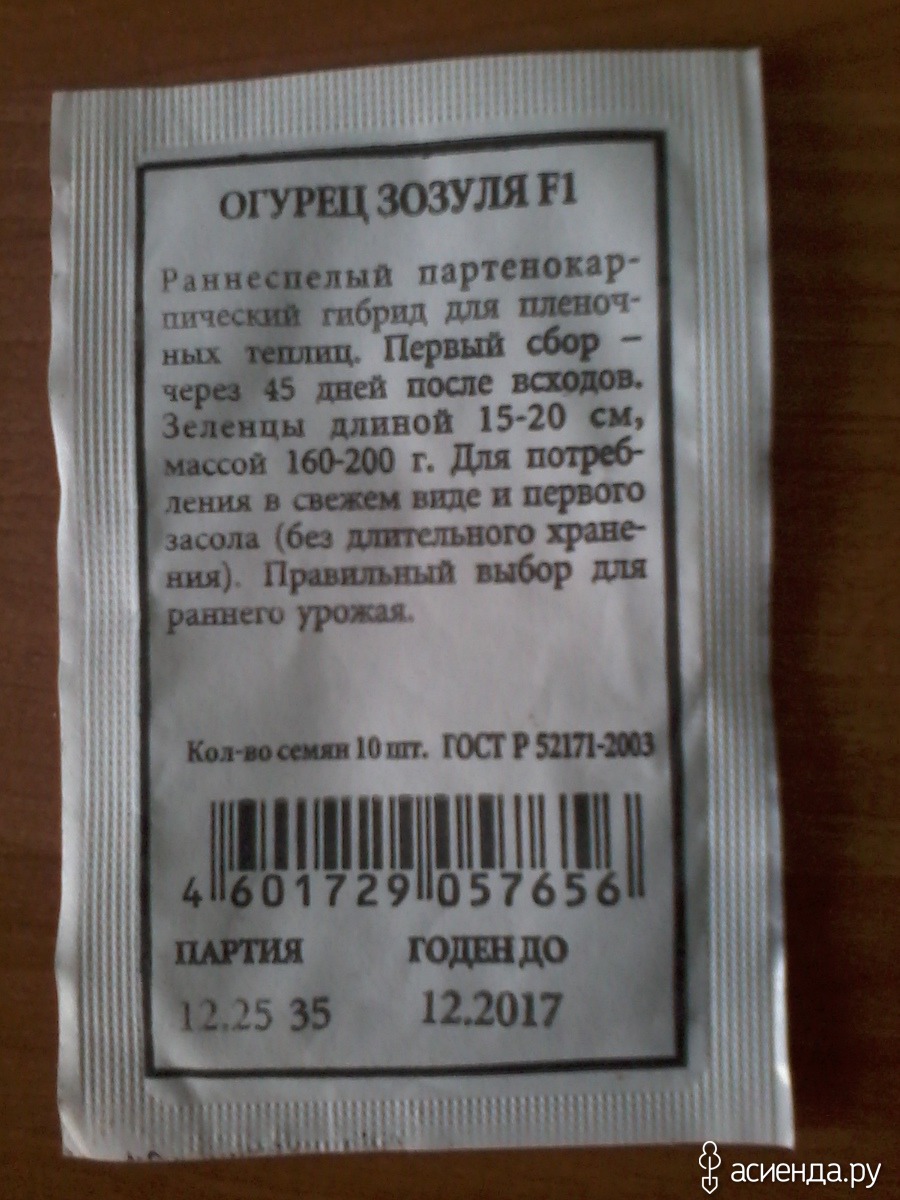 ОГУРЕЦ ЗОЗУЛЯ F1
Раннеспелый партенокар-
пический гибрид для пленоч-
ных теплиц. Первый сбор –
через 45 дней после всходов.
Зеленцы длиной 15-20 см,
массой 160-200 г. Для потреб-
ления в свежем виде и первого
засола (без длительного хране-
ния). Правильный выбор для
раннего урожая.
Кол-во семян 10 шт. ГОСТ Р 52171-2003
4 601729 057656
ПАРТИЯ ГОДЕН ДО
12.25 35 12.2017
асиенда.ру